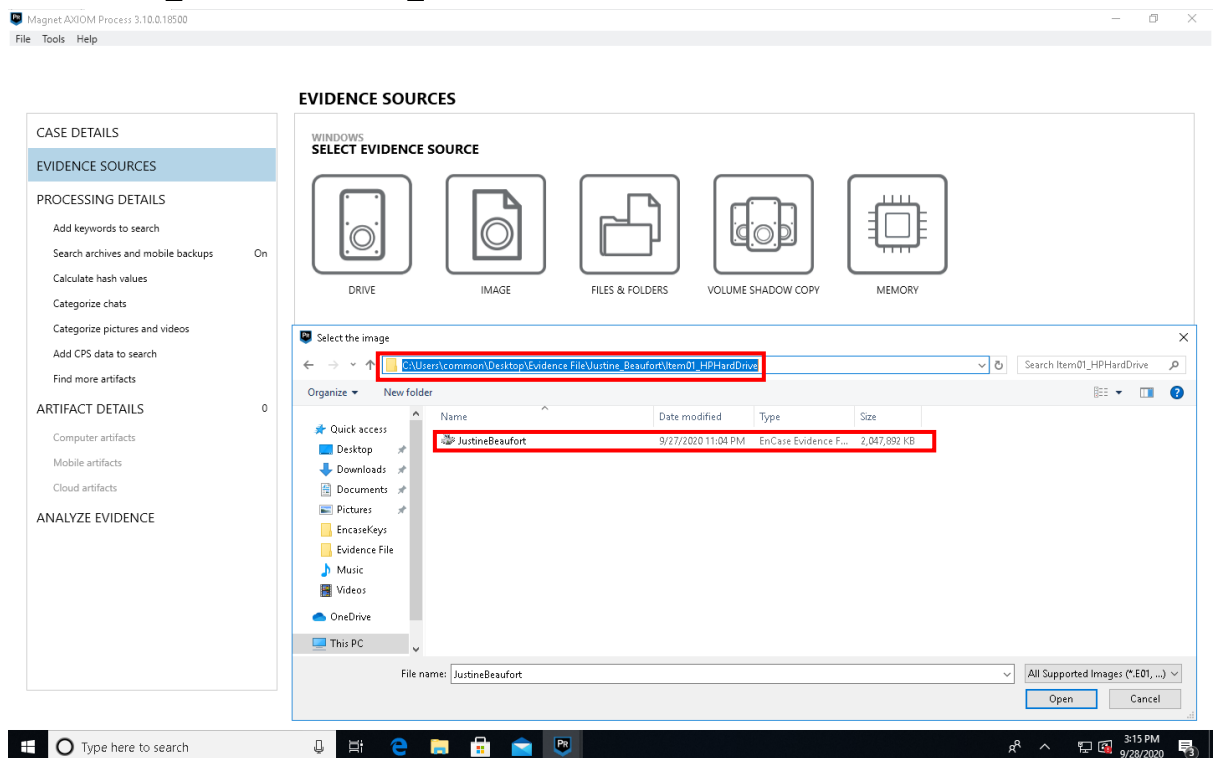 Magnet AXIOM Process 3.10.0.18500
File Tools Help
EVIDENCE SOURCES
CASE DETAILS
EVIDENCE SOURCES
PROCESSING DETAILS
Add keywords to search
Search archives and mobile backups On
Calculate hash values
Categorize chats
Categorize pictures and videos
Add CPS data to search
Find more artifacts
ARTIFACT DETAILS 0
Computer artifacts
Mobile artifacts
Cloud artifacts
ANALYZE EVIDENCE
WINDOWS
SELECT EVIDENCE SOURCE
DRIVE IMAGE FILES & FOLDERS VOLUME SHADOW COPY MEMORY
Select the image
C:\Users\common\Desktop\Evidence File\Justine_Beaufort\Item01_HPHardDrive Search Item01_HPHardDrive
Organize New folder
Name Date modified Type Size
JustineBeaufort 9/27/2020 11:04 PM EnCase Evidence F... 2,047,892 KB
Quick access
Desktop
Downloads
Documents
Pictures
EncaseKeys
Evidence File
Music
Videos
OneDrive
This PC
File name: JustineBeaufort All Supported Images (*.E01, ...)
Open Cancel
Type here to search
PR
3:15 PM
9/28/2020
3